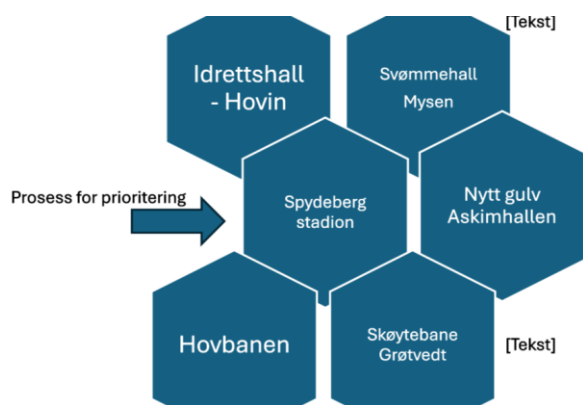 [Tekst]
Idrettshall
- Hovin
Svømmehall
Mysen
Prosess for prioritering
Spydeberg
stadion
Nytt gulv
Askimhallen
Hovbanen
Skøytebane
Grøtvedt
[Tekst]